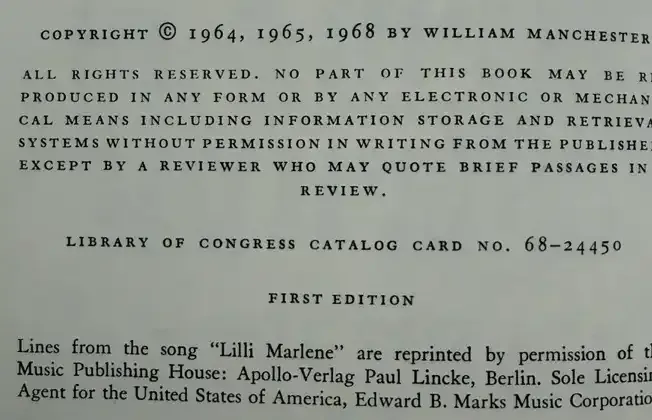 COPYRIGHT © 1964, 1965, 1968 BY WILLIAM MANCHESTER
ALL RIGHTS RESERVED. NO PART OF THIS BOOK MAY BE RE
PRODUCED IN ANY FORM OR BY ANY ELECTRONIC OR MECHAN
CAL MEANS INCLUDING INFORMATION STORAGE AND RETRIEVA
SYSTEMS WITHOUT PERMISSION IN WRITING FROM THE PUBLISHE
EXCEPT BY A REVIEWER WHO MAY QUOTE BRIEF PASSAGES IN
REVIEW.
LIBRARY OF CONGRESS CATALOG CARD NO. 68–24450
FIRST EDITION
Lines from the song “Lilli Marlene” are reprinted by permission of th
Music Publishing House: Apollo-Verlag Paul Lincke, Berlin. Sole Licensin
Agent for the United States of America, Edward B. Marks Music Corporatio